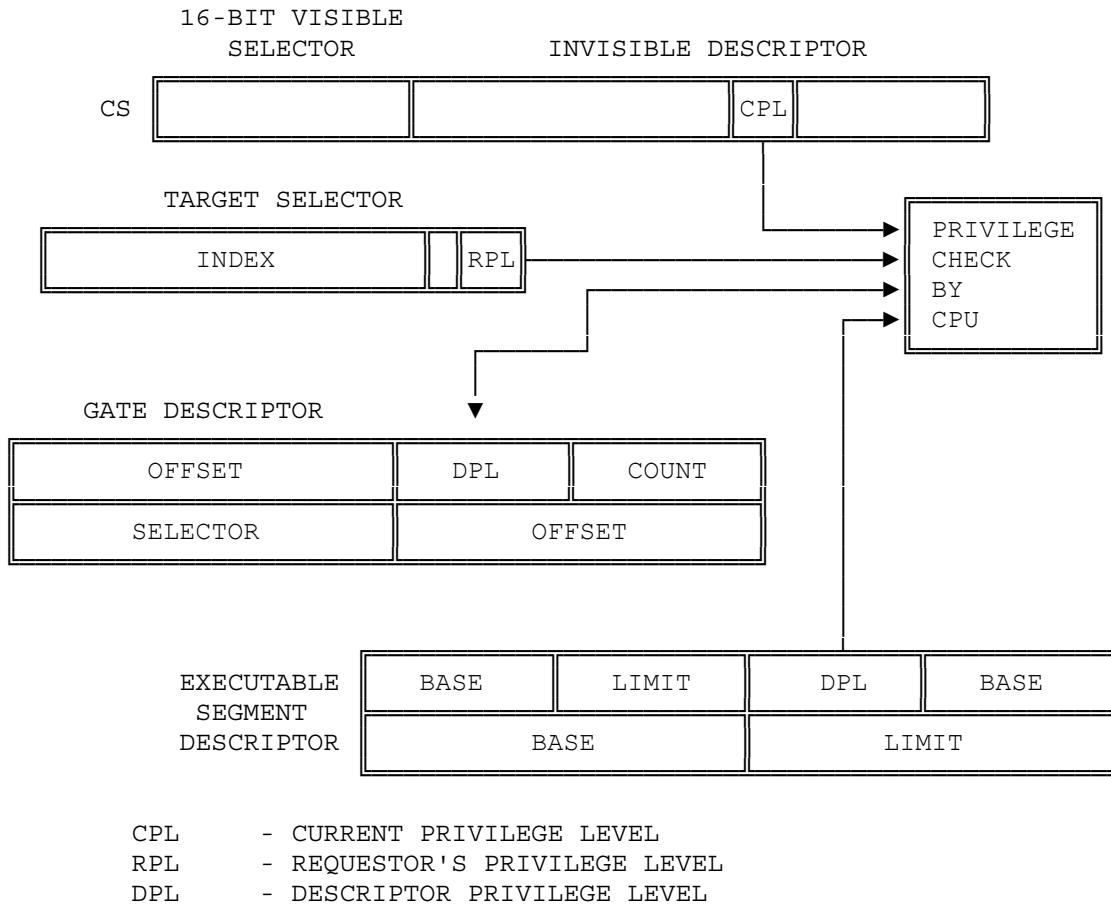 16-BIT VISIBLE
SELECTOR INVISIBLE DESCRIPTOR
CS CPL
TARGET SELECTOR
PRIVILEGE
INDEX RPL CHECK
BY
CPU
GATE DESCRIPTOR
OFFSET DPL COUNT
SELECTOR OFFSET
EXECUTABLE BASE LIMIT DPL BASE
SEGMENT
DESCRIPTOR BASE LIMIT
CPL - CURRENT PRIVILEGE LEVEL
RPL - REQUESTOR'S PRIVILEGE LEVEL
DPL - DESCRIPTOR PRIVILEGE LEVEL